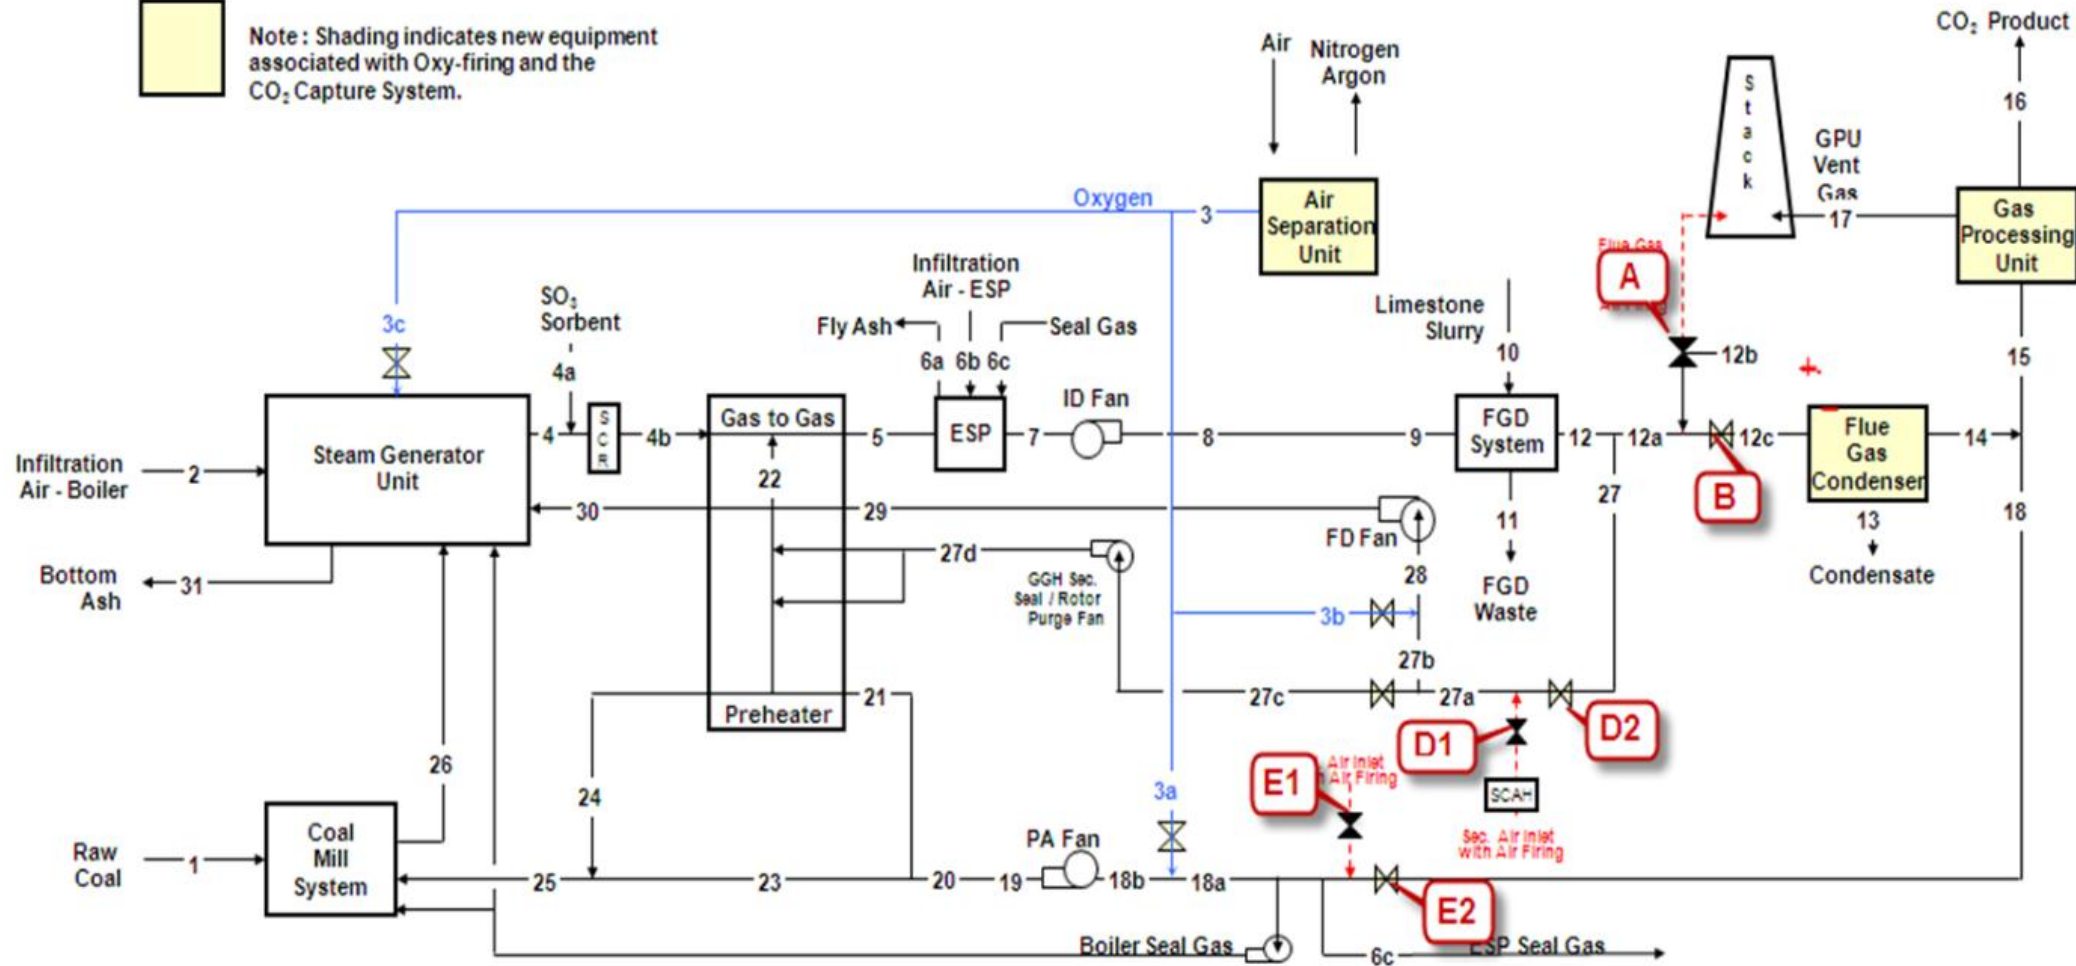 Note: Shading indicates new equipment
associated with Oxy-firing and the
CO₂ Capture System.
Air
Nitrogen
Argon
CO₂ Product
16
S
t
a
c
k
GPU
Vent
Gas
17
Gas
Processing
Unit
Oxygen
3
Air
Separation
Unit
Flue Gas
A
12b
15
3c
SO₃
Sorbent
4a
Infiltration
Air - ESP
Fly Ash
Seal Gas
6a
6b
6c
Limestone
Slurry
10
Infiltration
Air - Boiler
2
Steam Generator
Unit
4
S
C
R
4b
Gas to Gas
5
ESP
7
ID Fan
8
9
FGD
System
12
12a
12c
B
Flue
Gas
Condenser
14
22
30
29
FD Fan
11
27
13
Condensate
18
Bottom
Ash
31
27d
GGH Sec.
Seal / Rotor
Purge Fan
28
FGD
Waste
3b
27b
21
Preheater
27c
27a
D1
D2
26
24
3a
E1
Air Inlet
Air Firing
SCAH
Sec. Air Inlet
with Air Firing
Raw
Coal
1
Coal
Mill
System
25
23
20
19
PA Fan
18b
18a
E2
Boiler Seal Gas
6c
ESP Seal Gas